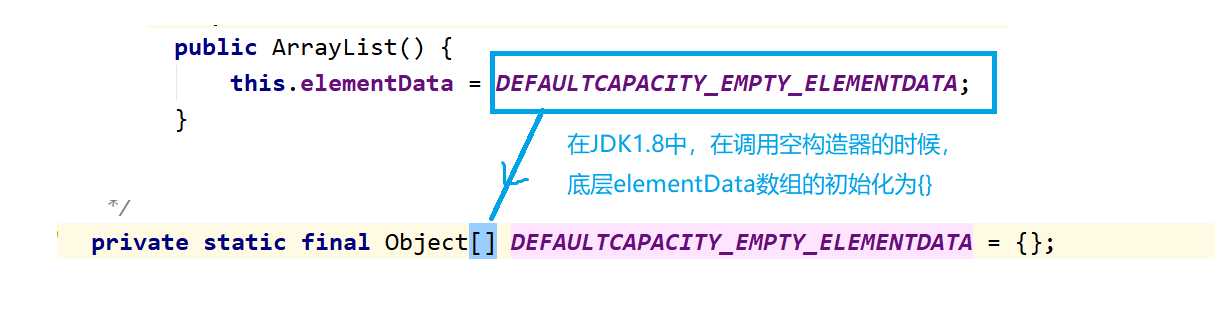 public ArrayList() {
this.elementData = DEFAULTCAPACITY_EMPTY_ELEMENTDATA;
}
在JDK1.8中，在调用空构造器的时候，
底层elementData数组的初始化为{}
*/
private static final Object[] DEFAULTCAPACITY_EMPTY_ELEMENTDATA = {};